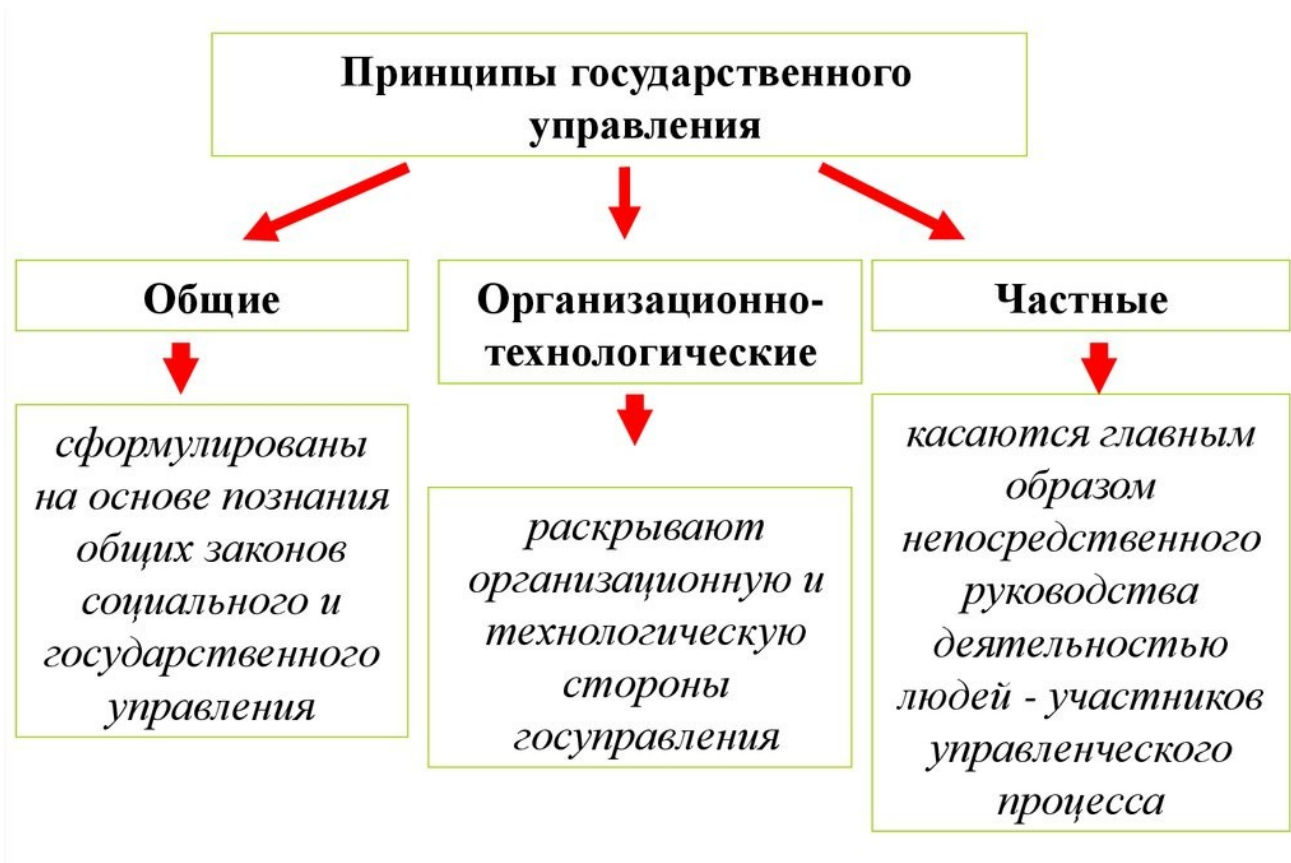 Принципы государственного
управления
Общие
Организационно-
технологические
Частные
сформулированы
на основе познания
общих законов
социального и
государственного
управления
раскрывают
организационную и
технологическую
стороны
госуправления
касаются главным
образом
непосредственного
руководства
деятельностью
людей - участников
управленческого
процесса